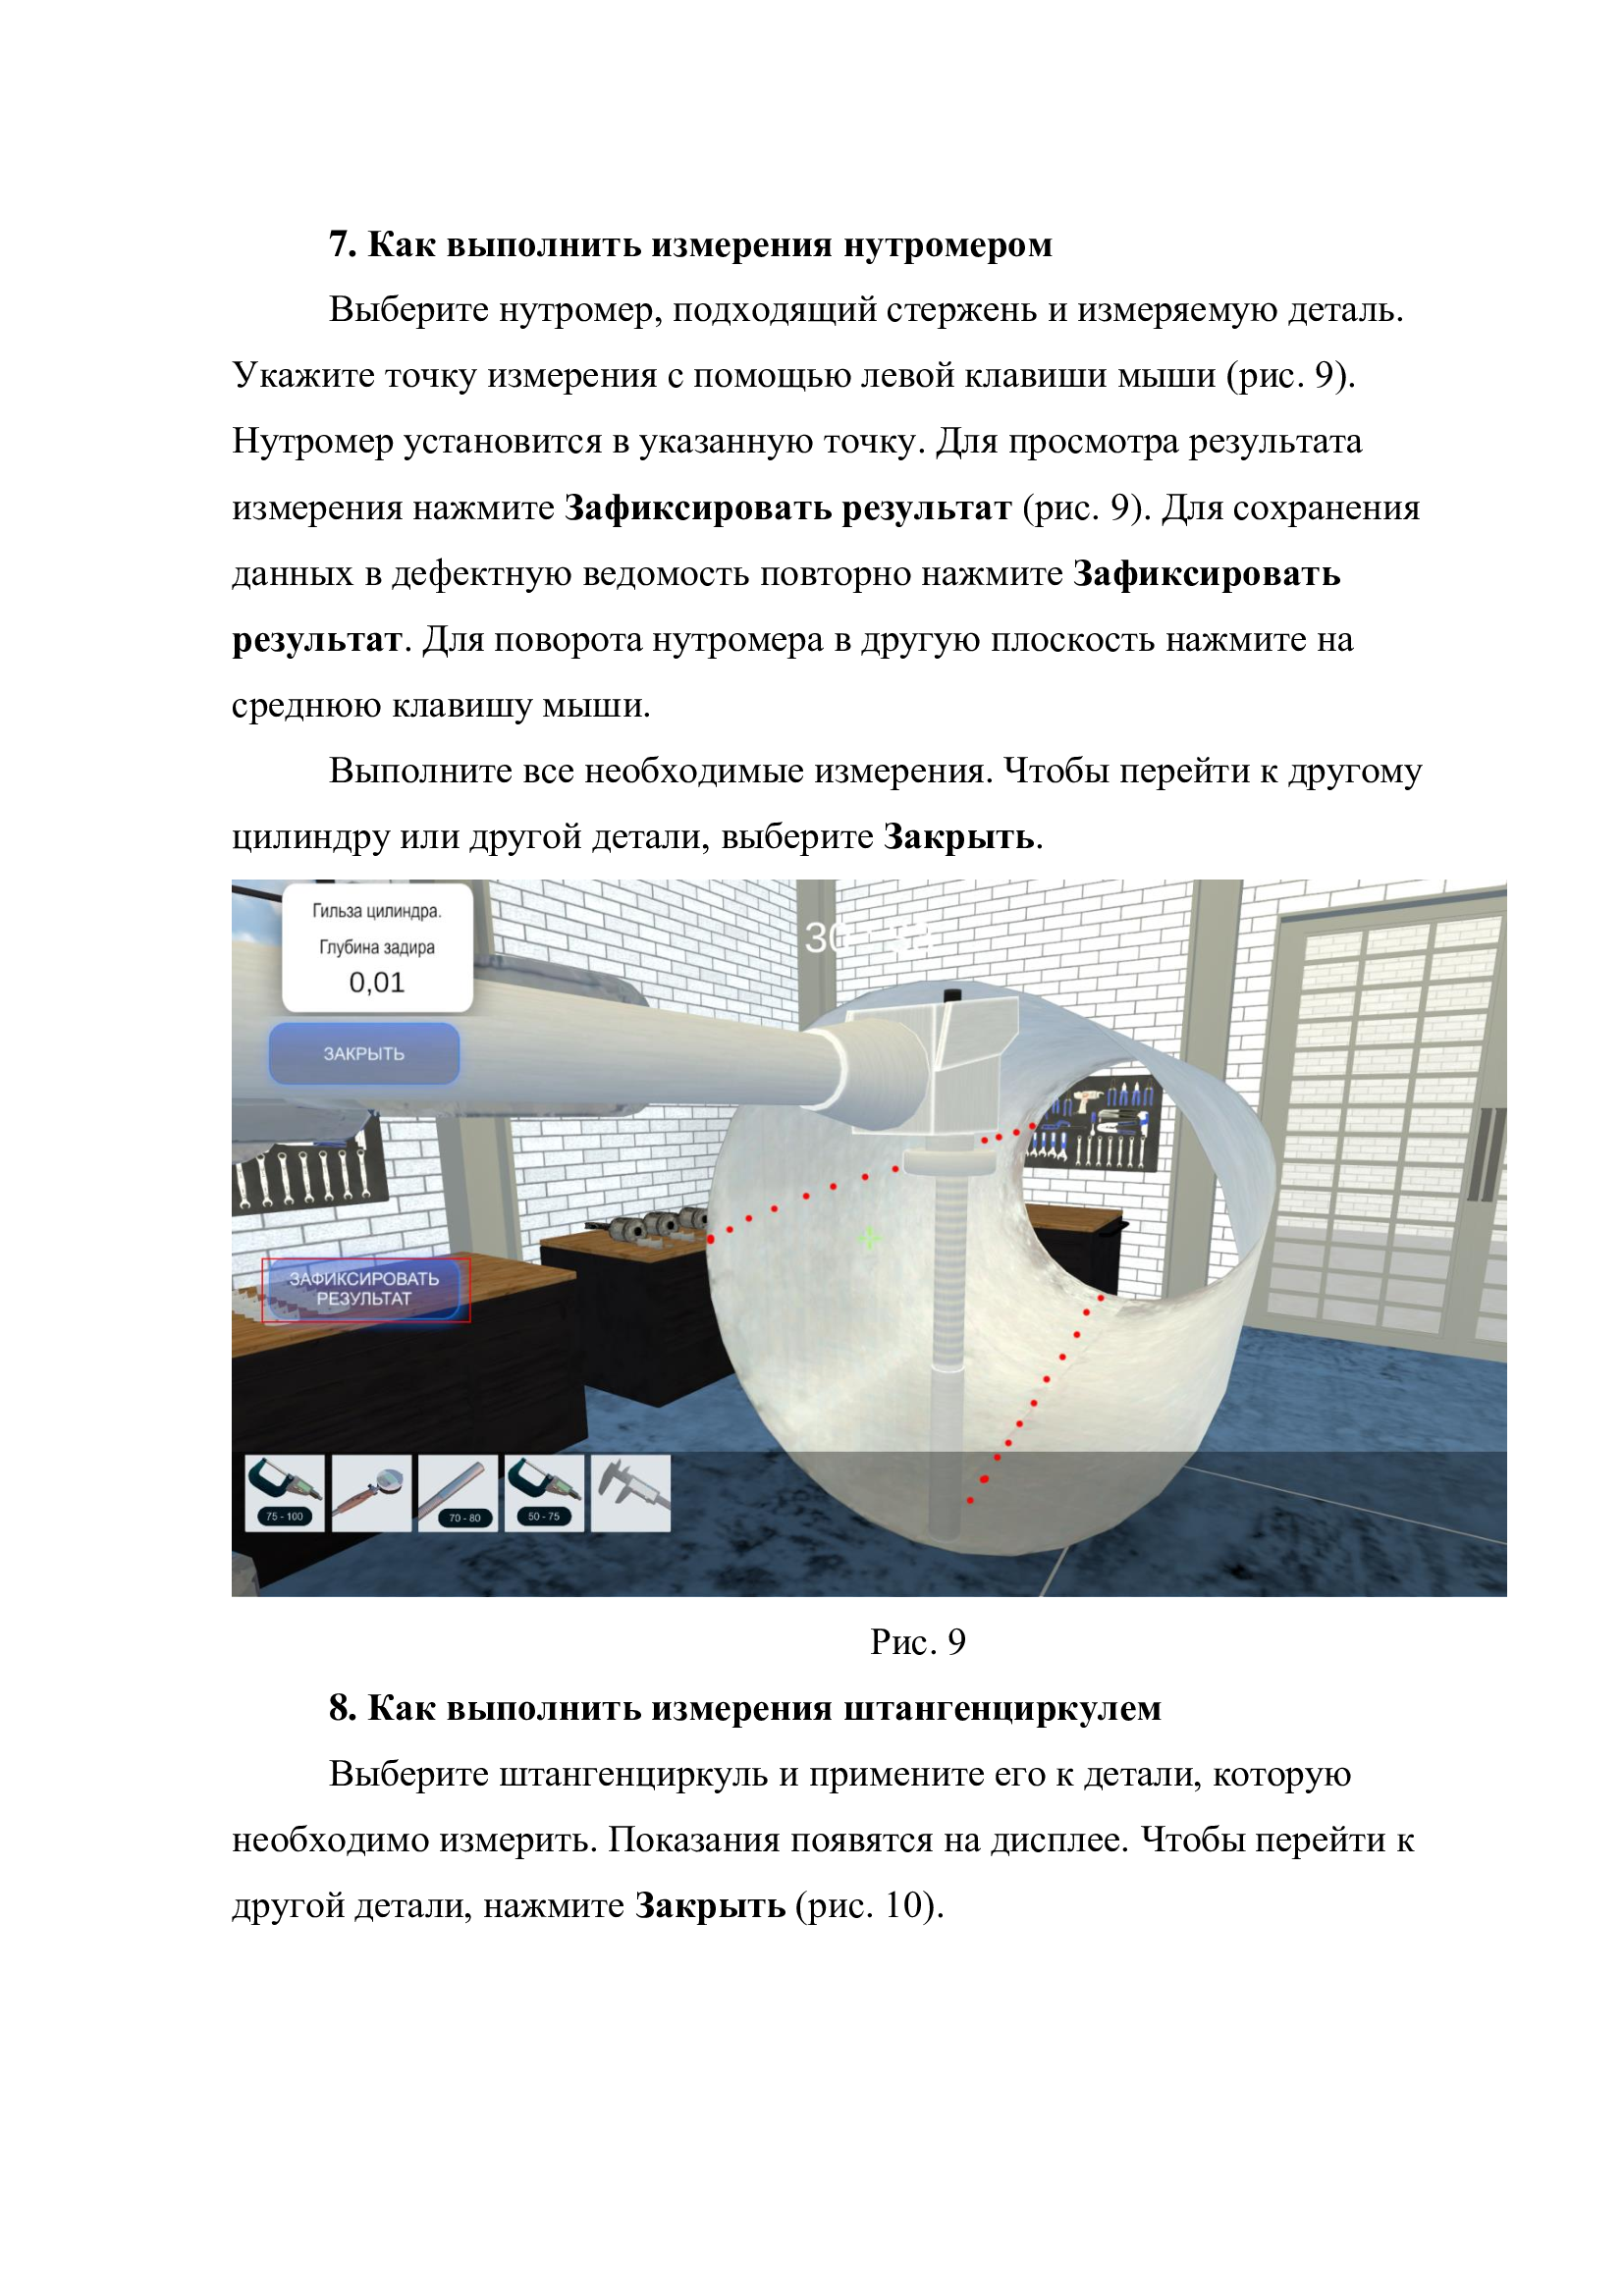 7. Как выполнить измерения нутромером
Выберите нутромер, подходящий стержень и измеряемую деталь.
Укажите точку измерения с помощью левой клавиши мыши (рис. 9).
Нутромер установится в указанную точку. Для просмотра результата
измерения нажмите Зафиксировать результат (рис. 9). Для сохранения
данных в дефектную ведомость повторно нажмите Зафиксировать
результат. Для поворота нутромера в другую плоскость нажмите на
среднюю клавишу мыши.
Выполните все необходимые измерения. Чтобы перейти к другому
цилиндру или другой детали, выберите Закрыть.
Гильза цилиндра.
Глубина задира
0,01
ЗАКРЫТЬ
ЗАФИКСИРОВАТЬ
РЕЗУЛЬТАТ
75 - 100
70 - 80
50 - 75
Рис. 9
8. Как выполнить измерения штангенциркулем
Выберите штангенциркуль и примените его к детали, которую
необходимо измерить. Показания появятся на дисплее. Чтобы перейти к
другой детали, нажмите Закрыть (рис. 10).